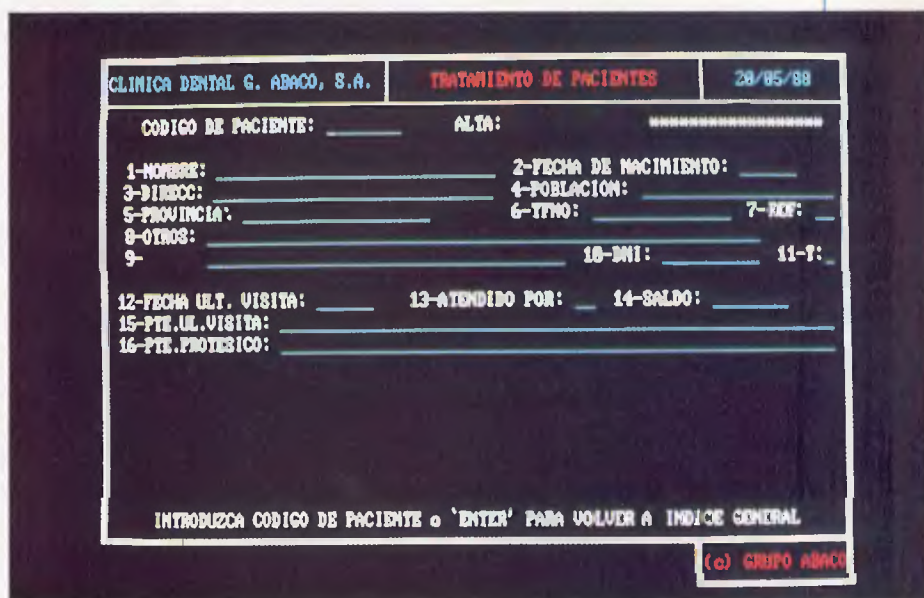 CLINICA DENTAL G. ABACO, S.A. TRATAMIENTO DE PACIENTES 20/05/88
CODIGO DE PACIENTE: ALTA: ******************
1-NOMBRE: 2-FECHA DE NACIMIENTO:
3-DIRECC: 4-POBLACION:
5-PROVINCIA: 6-TFNO: 7-REF:
8-OTROS:
9- 10-DNI: 11-T:
12-FECHA ULT. VISITA: 13-ATENDIDO POR: 14-SALDO:
15-PTE.UL.VISITA:
16-PTE.PROTESICO:
INTRODUZCA CODIGO DE PACIENTE o 'ENTER' PARA VOLVER A INDICE GENERAL
(c) GRUPO ABACO